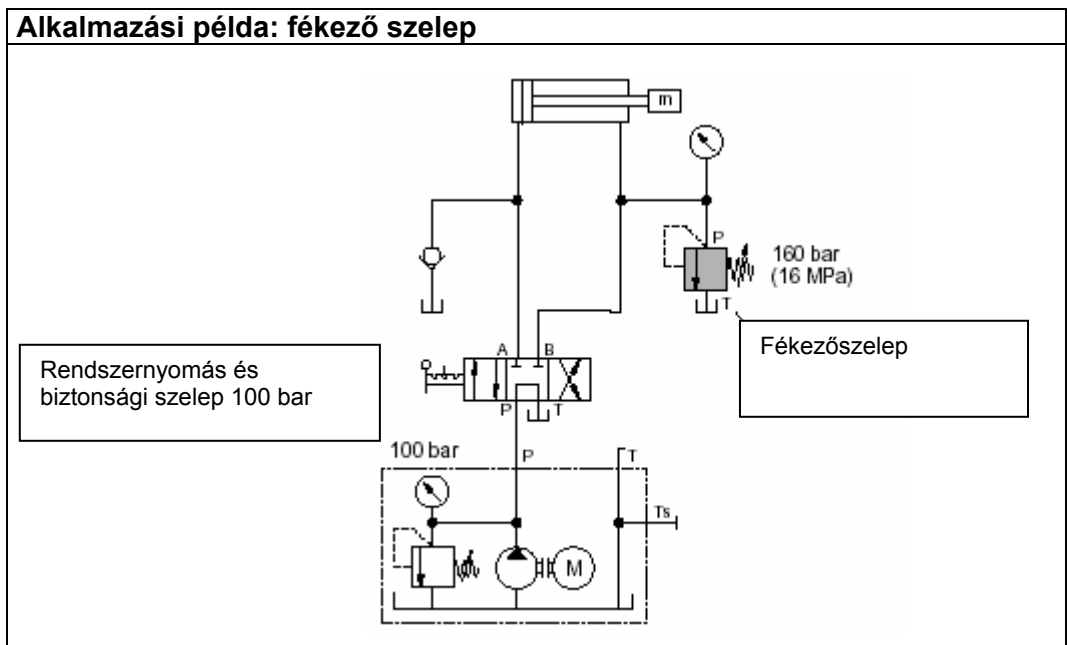 Alkalmazási példa: fékező szelep
m
P
160 bar
(16 MPa)
T
Fékezőszelep
A B
Rendszernyomás és
biztonsági szelep 100 bar
P T
100 bar
P
T
Ts
M